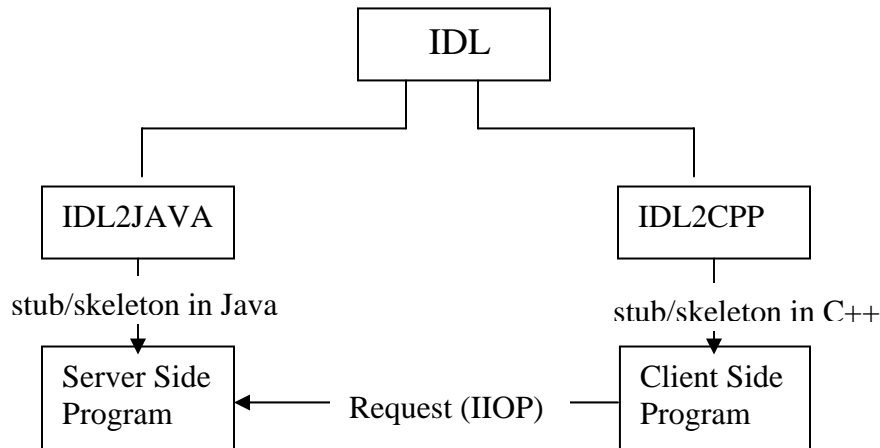 IDL
IDL2JAVA
IDL2CPP
stub/skeleton in Java
stub/skeleton in C++
Server Side
Program
Request (IIOP)
Client Side
Program